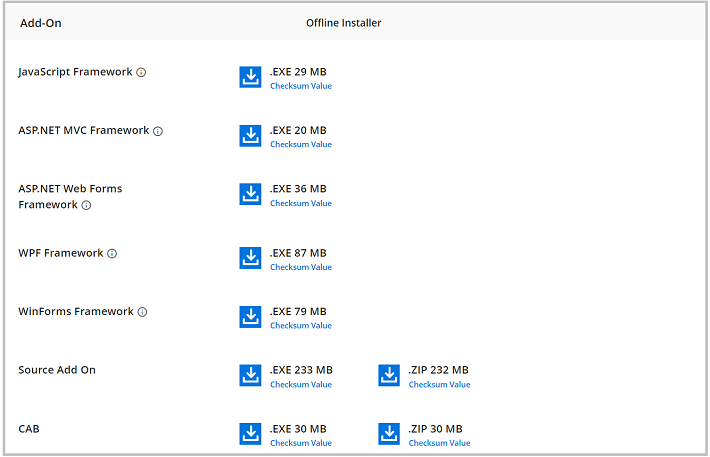 Add-On Offline Installer
JavaScript Framework .EXE 29 MB
Checksum Value
ASP.NET MVC Framework .EXE 20 MB
Checksum Value
ASP.NET Web Forms
Framework
.EXE 36 MB
Checksum Value
WPF Framework .EXE 87 MB
Checksum Value
WinForms Framework .EXE 79 MB
Checksum Value
Source Add On .EXE 233 MB .ZIP 232 MB
Checksum Value Checksum Value
CAB .EXE 30 MB .ZIP 30 MB
Checksum Value Checksum Value